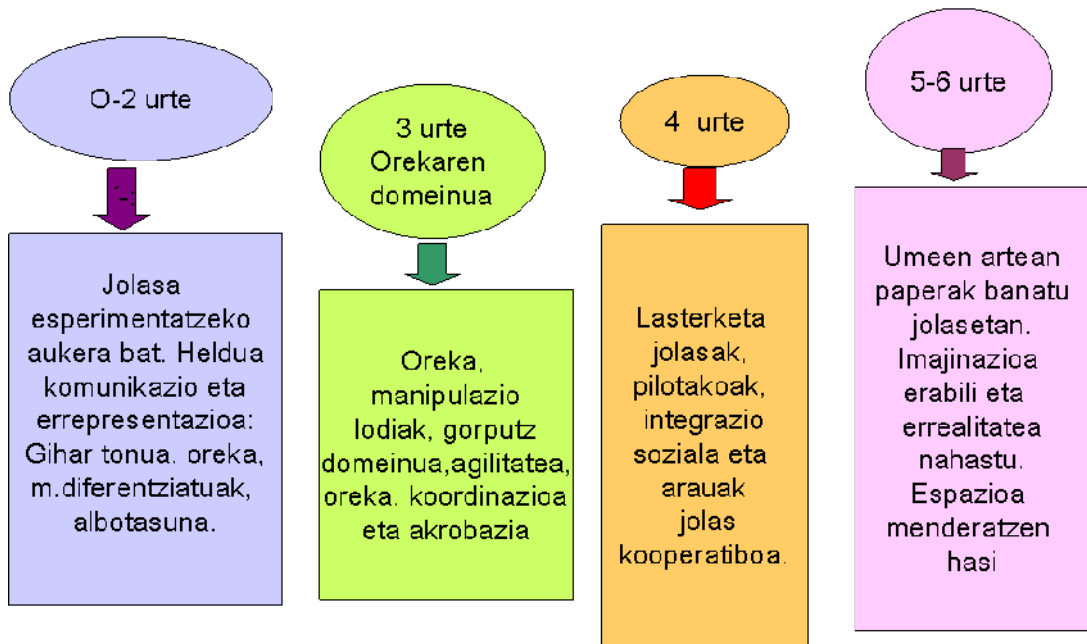 O-2 urte
Jolasa
esperimentatzeko
aukera bat. Heldua
komunikazio eta
errepresentazioa:
Gihar tonua. oreka,
m.diferentziatuak,
albotasuna.
3 urte
Orekaren
domeinua
Oreka,
manipulazio
lodiak, gorputz
domeinua,agilitatea,
oreka. koordinazioa
eta akrobazia
4 urte
Lasterketa
jolasak,
pilotakoak,
integrazio
soziala eta
arauak
jolas
kooperatiboa.
5-6 urte
Umeen artean
paperak banatu
jolasetan.
Imajinazioa
erabili eta
errealitatea
nahastu.
Espazioa
menderatzen
hasi